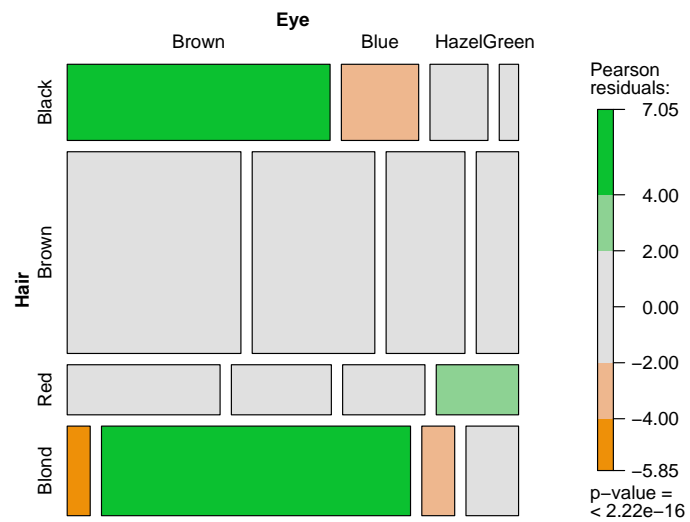 Eye
Brown Blue HazelGreen
Hair
Black
Brown
Red
Blond
Pearson
residuals:
7.05
4.00
2.00
0.00
−2.00
−4.00
−5.85
p−value =
< 2.22e−16